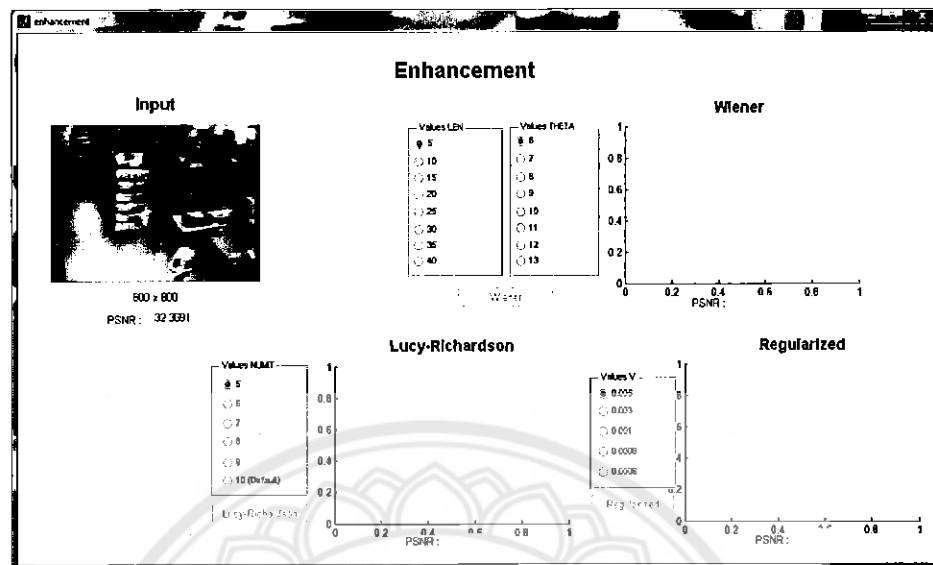 enhancement
Enhancement
Input
800 x 600
PSNR : 32.3091
Values LEN
5
10
15
20
25
30
35
40
Values THETA
6
7
8
9
10
11
12
13
Wiener
Wiener
1
0.8
0.6
0.4
0.2
0
0 0.2 0.4 0.6 0.8 1
PSNR :
Lucy-Richardson
Values NUMIT
5
6
7
8
9
10 (Default)
Lucy-Richardson
1
0.8
0.6
0.4
0.2
0
0 0.2 0.4 0.6 0.8 1
PSNR :
Regularized
Values V
0.005
0.003
0.001
Regularized
1
0.8
0
0 0.2 0.4 0.8 1
PSNR :